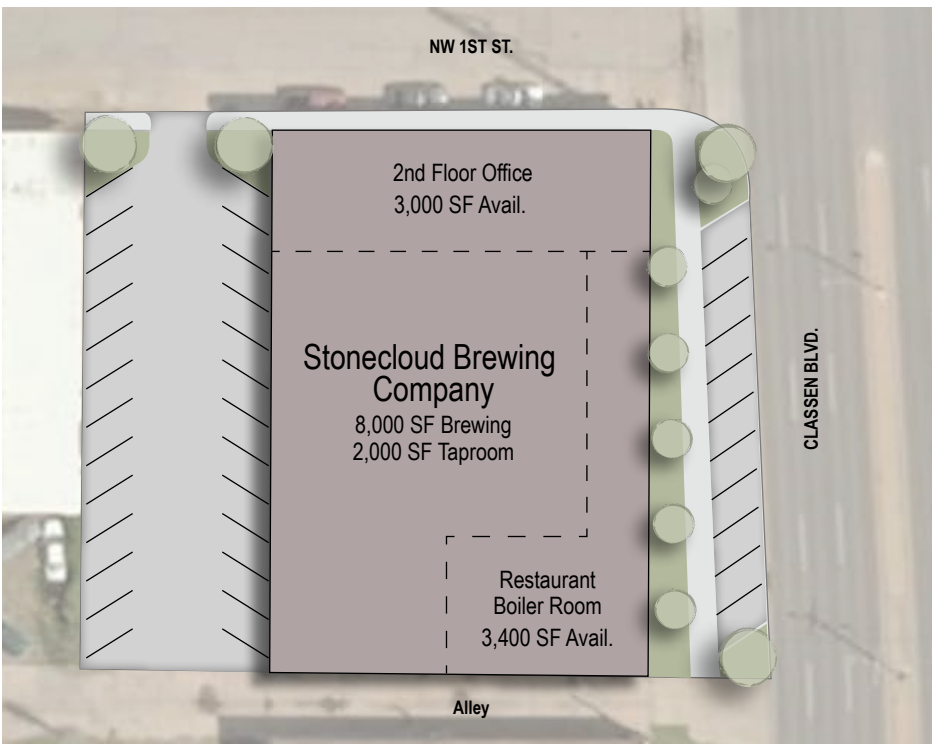 NW 1ST ST.
2nd Floor Office
3,000 SF Avail.
Stonecloud Brewing
Company
8,000 SF Brewing
2,000 SF Taproom
CLASSEN BLVD.
Restaurant
Boiler Room
3,400 SF Avail.
Alley